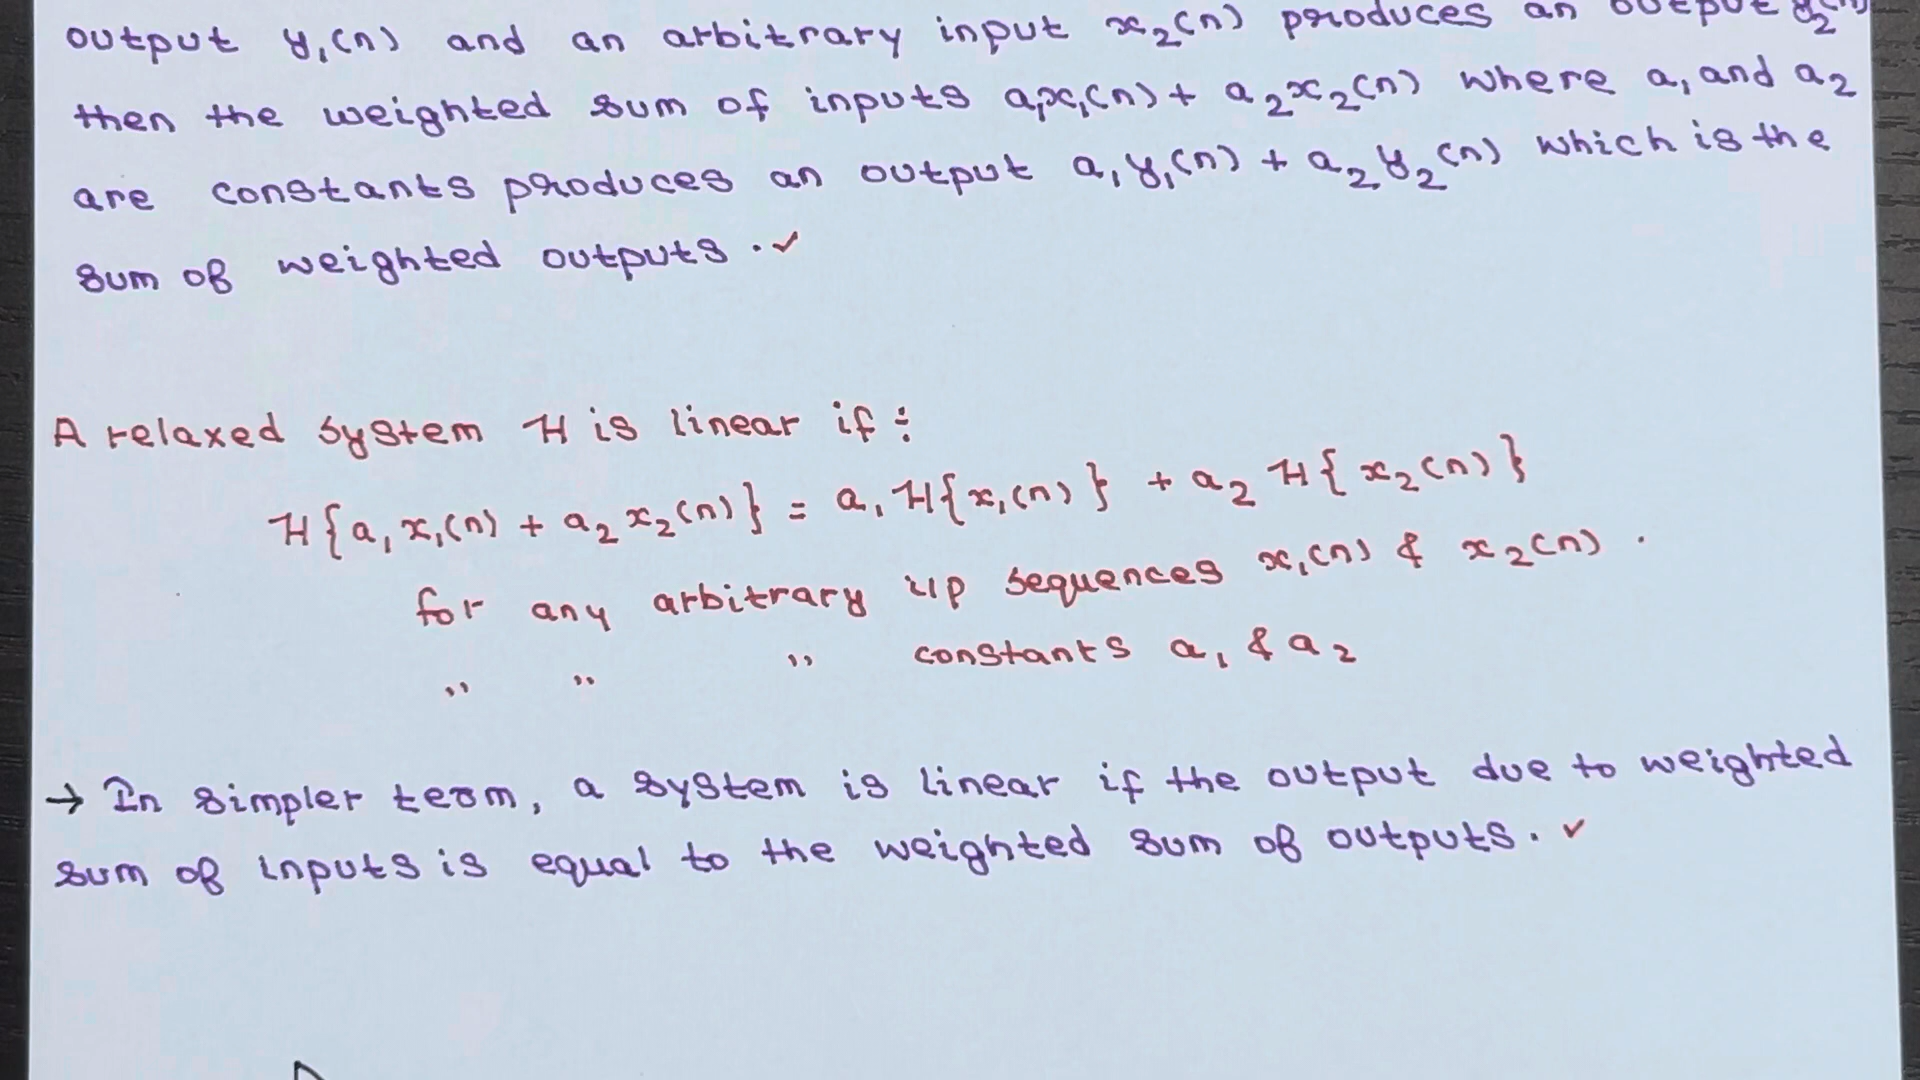 output y₁(n) and an arbitrary input x₂(n) produces an output y₂(n)
then the weighted sum of inputs a₁x₁(n) + a₂x₂(n) where a₁ and a₂
are constants produces an output a₁y₁(n) + a₂y₂(n) which is the
sum of weighted outputs.
A relaxed system H is linear if :
H{a₁x₁(n) + a₂x₂(n)} = a₁H{x₁(n)} + a₂H{x₂(n)}
for any arbitrary i/p sequences x₁(n) & x₂(n).
" " " constants a₁ & a₂
→ In simpler term, a system is linear if the output due to weighted
sum of inputs is equal to the weighted sum of outputs.